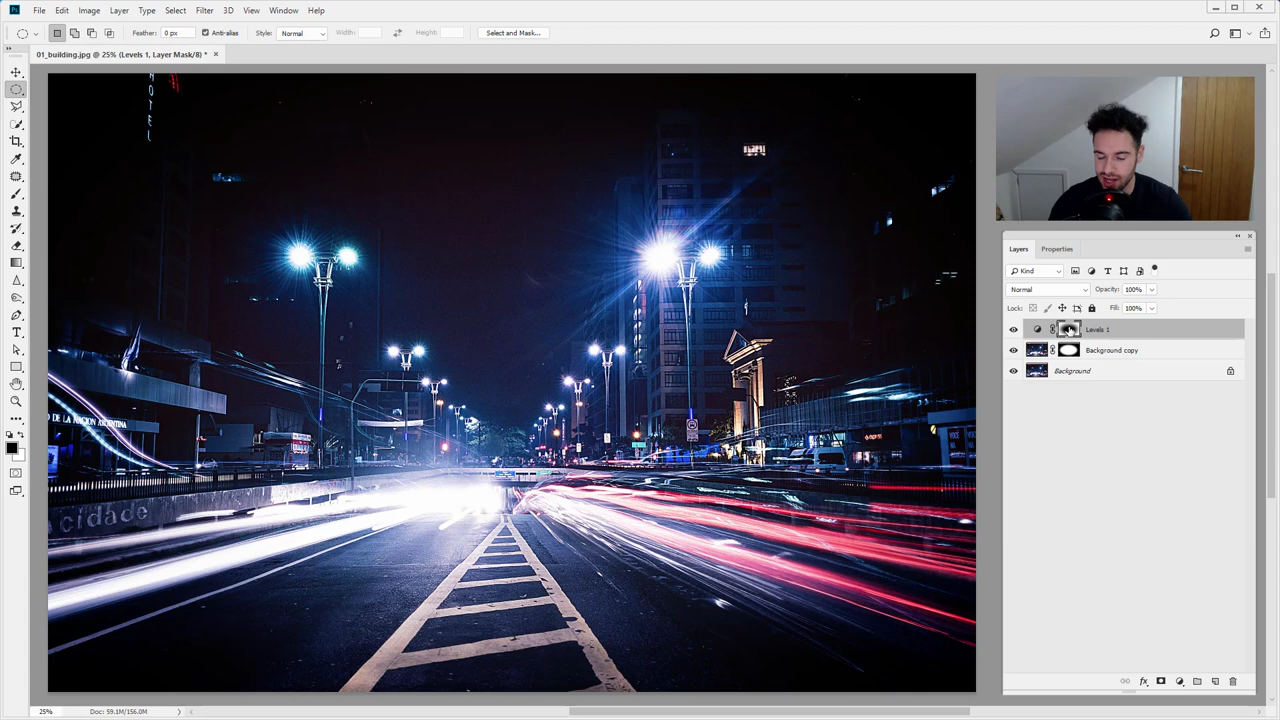 Ps File Edit Image Layer Type Select Filter 3D View Window Help
Feather: 0 px Anti-alias Style: Normal Width: Height: Select and Mask...
01_building.jpg @ 25% (Levels 1, Layer Mask/8) *
HOTEL
Layers Properties
Kind
Normal Opacity: 100%
Lock: Fill: 100%
Levels 1
Background copy
Background
DE LA NACION ARGENTINA
acidade
25% Doc: 59.1M/156.0M